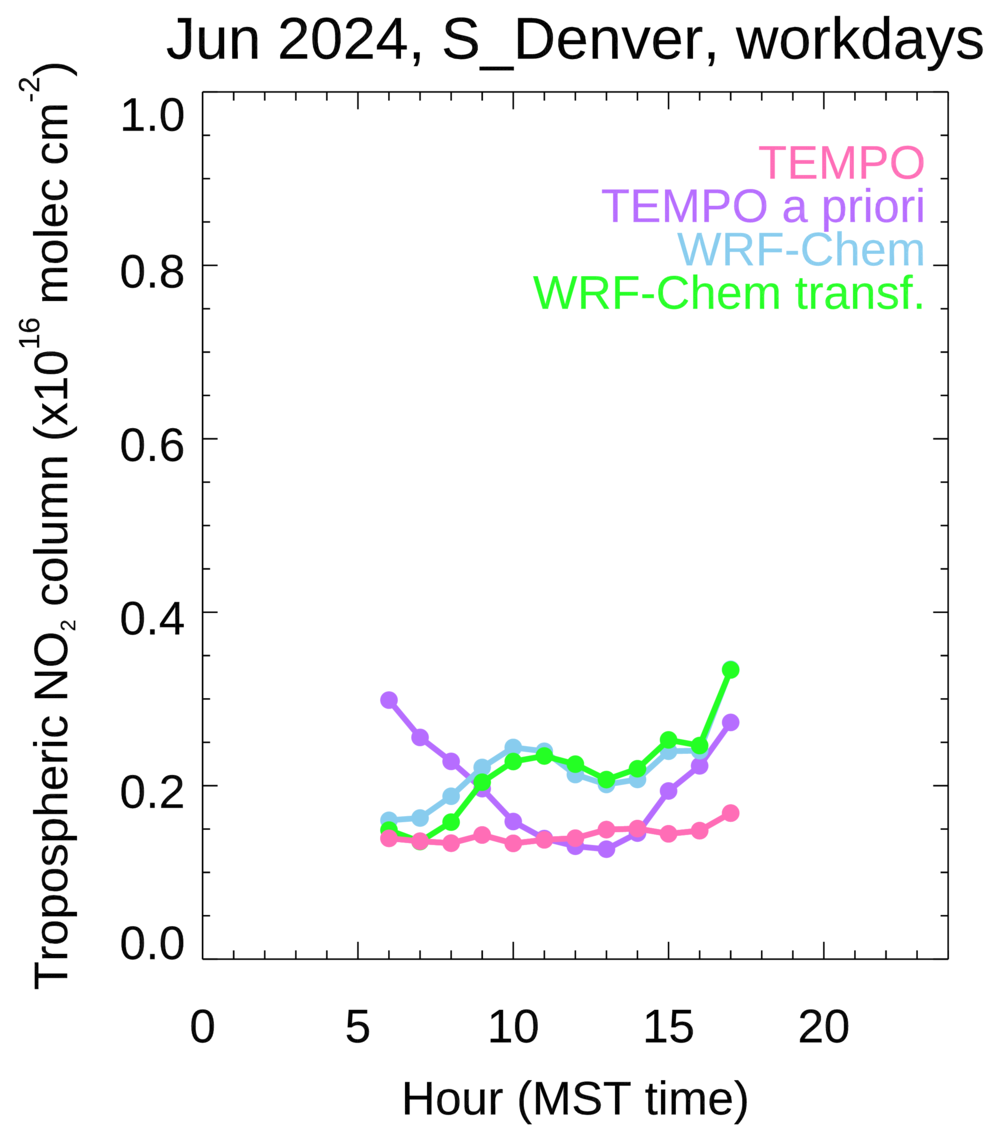 Jun 2024, S_Denver, workdays
Tropospheric NO₂ column (x10¹⁶ molec cm⁻²)
1.0
0.8
0.6
0.4
0.2
0.0
TEMPO
TEMPO a priori
WRF-Chem
WRF-Chem transf.
0 5 10 15 20
Hour (MST time)